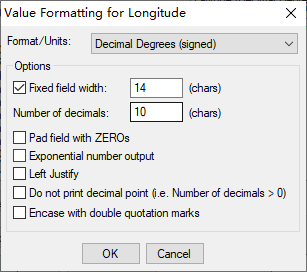 Value Formatting for Longitude
Format/Units: Decimal Degrees (signed)
Options
Fixed field width: 14 (chars)
Number of decimals: 10 (chars)
Pad field with ZEROs
Exponential number output
Left Justify
Do not print decimal point (i.e. Number of decimals > 0)
Encase with double quotation marks
OK Cancel